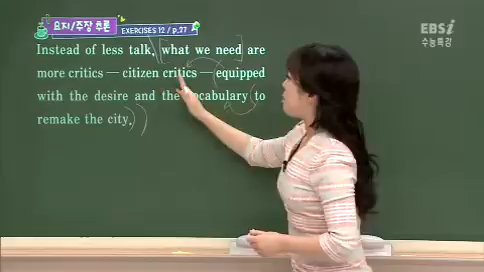 요지/주장 추론 EXERCISES 12 / p.27
EBSi
수능특강
Instead of less talk, what we need are
more critics — citizen critics — equipped
with the desire and the vocabulary to
remake the city.